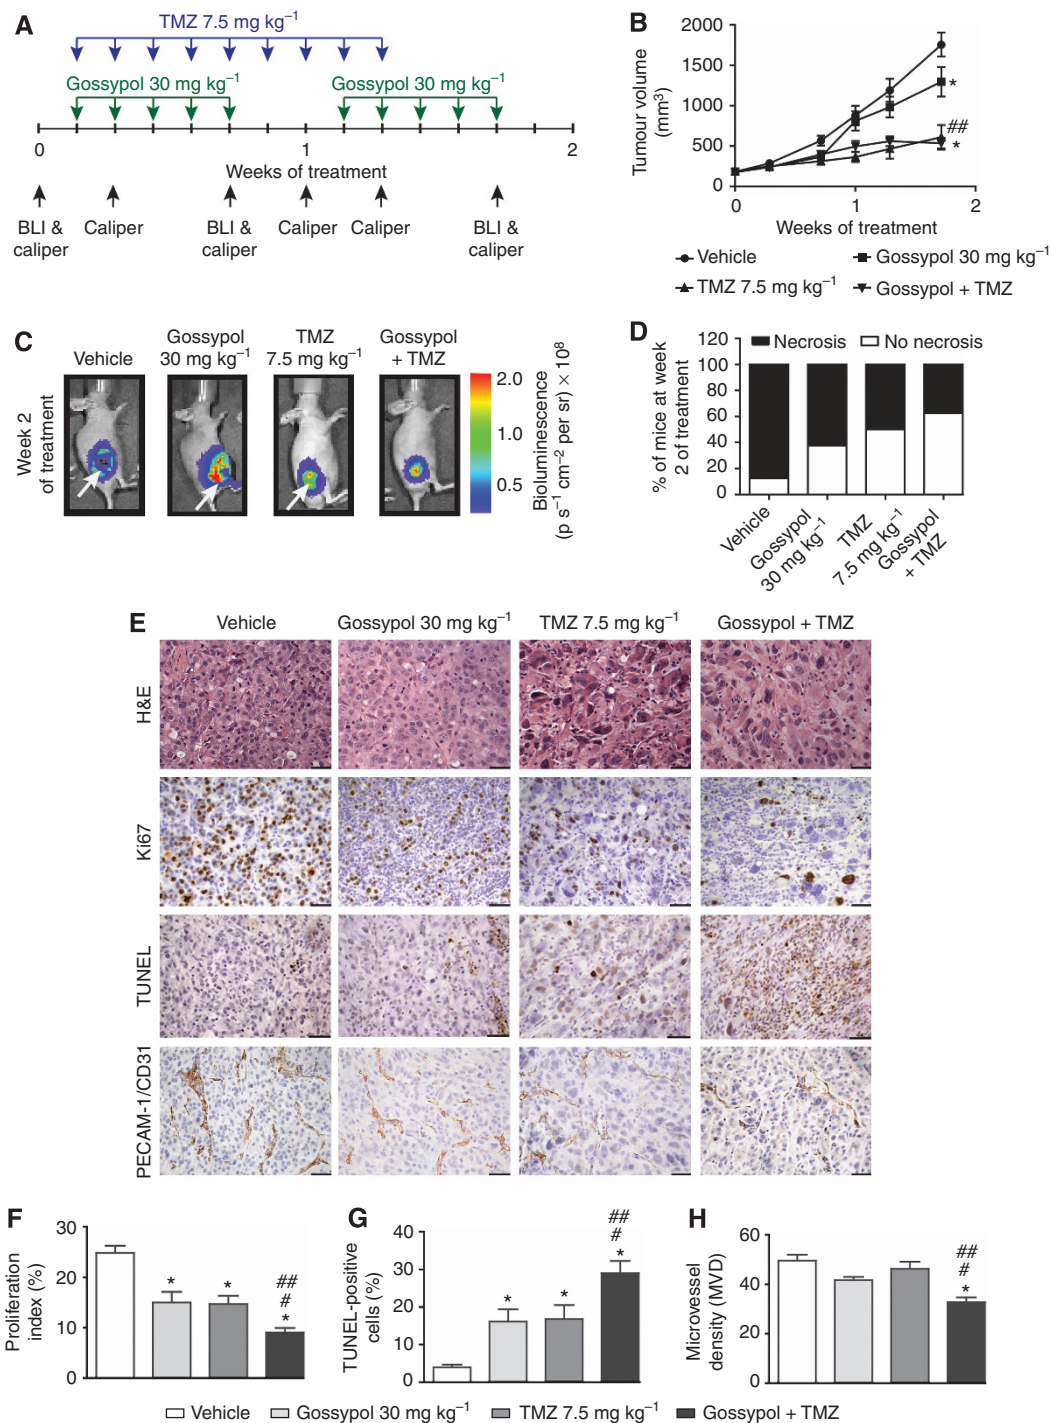 A
TMZ 7.5 mg kg−1
Gossypol 30 mg kg−1
Gossypol 30 mg kg−1
0
1
2
Weeks of treatment
BLI &
caliper
Caliper
BLI &
caliper
Caliper
Caliper
BLI &
caliper
B
Tumour volume
(mm3)
2000
1500
1000
500
0
*
##
*
0
1
2
Weeks of treatment
Vehicle
Gossypol 30 mg kg−1
TMZ 7.5 mg kg−1
Gossypol + TMZ
C
Week 2
of treatment
Vehicle
Gossypol
30 mg kg−1
TMZ
7.5 mg kg−1
Gossypol
+ TMZ
2.0
1.0
0.5
Bioluminescence
(p s−1 cm−2 per sr) × 108
D
Necrosis
No necrosis
% of mice at week
2 of treatment
120
100
80
60
40
20
0
Vehicle
Gossypol
30 mg kg−1
TMZ
7.5 mg kg−1
Gossypol
+ TMZ
E
Vehicle
Gossypol 30 mg kg−1
TMZ 7.5 mg kg−1
Gossypol + TMZ
H&E
Ki67
TUNEL
PECAM-1/CD31
F
Proliferation
index (%)
30
20
10
0
*
*
##
#
*
G
TUNEL-positive
cells (%)
40
30
20
10
0
*
*
##
#
*
H
Microvessel
density (MVD)
60
40
20
0
##
#
*
Vehicle
Gossypol 30 mg kg−1
TMZ 7.5 mg kg−1
Gossypol + TMZ